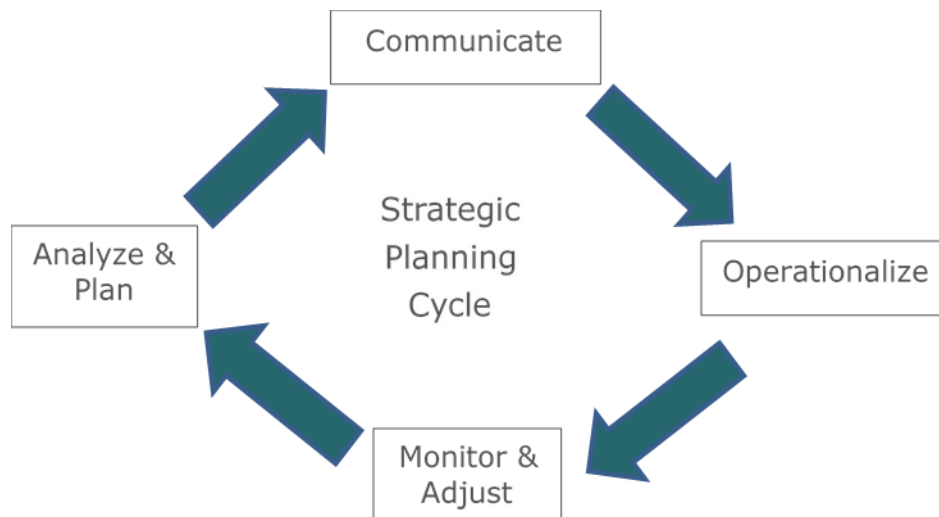 Communicate
Strategic
Planning
Cycle
Analyze &
Plan
Operationalize
Monitor &
Adjust